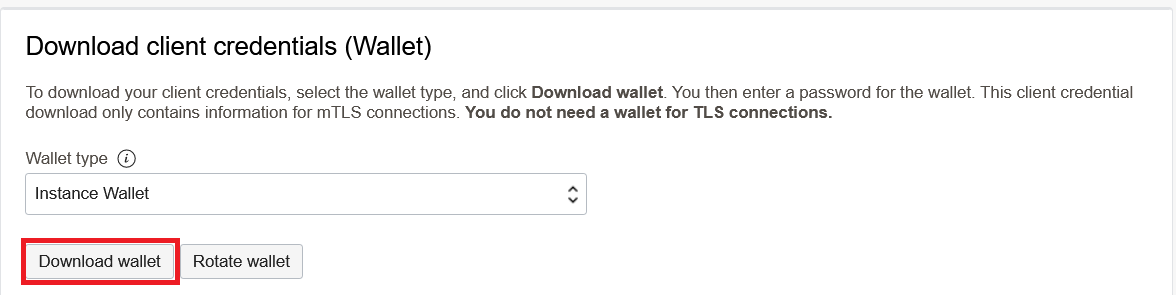 Download client credentials (Wallet)
To download your client credentials, select the wallet type, and click Download wallet. You then enter a password for the wallet. This client credential
download only contains information for mTLS connections. You do not need a wallet for TLS connections.
Wallet type i
Instance Wallet
Download wallet Rotate wallet